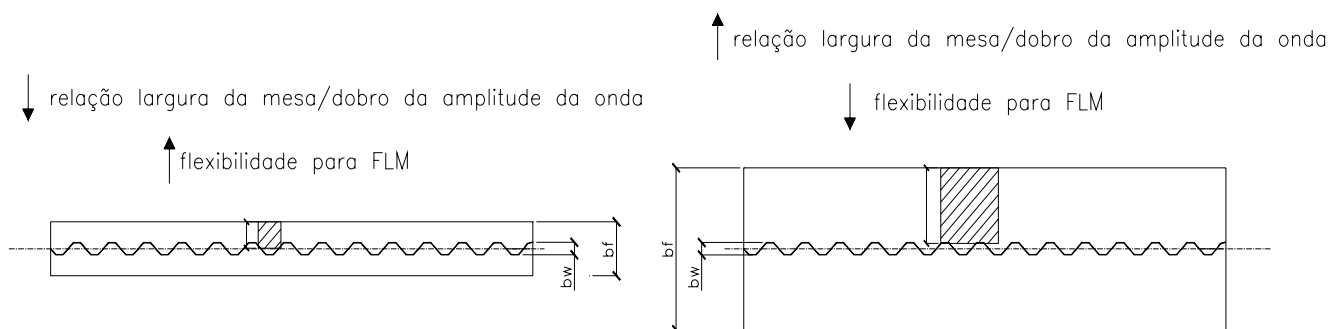 ↓ relação largura da mesa/dobro da amplitude da onda
↑ flexibilidade para FLM
bw
bf
↑ relação largura da mesa/dobro da amplitude da onda
↓ flexibilidade para FLM
bf
bw